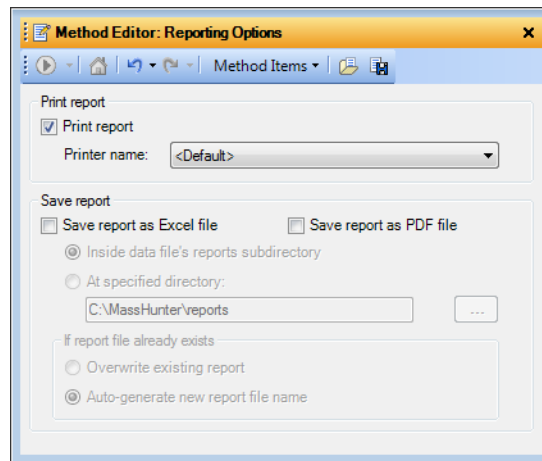 Method Editor: Reporting Options
Method Items
Print report
Print report
Printer name: <Default>
Save report
Save report as Excel file Save report as PDF file
Inside data file's reports subdirectory
At specified directory:
C:\MassHunter\reports ...
If report file already exists
Overwrite existing report
Auto-generate new report file name